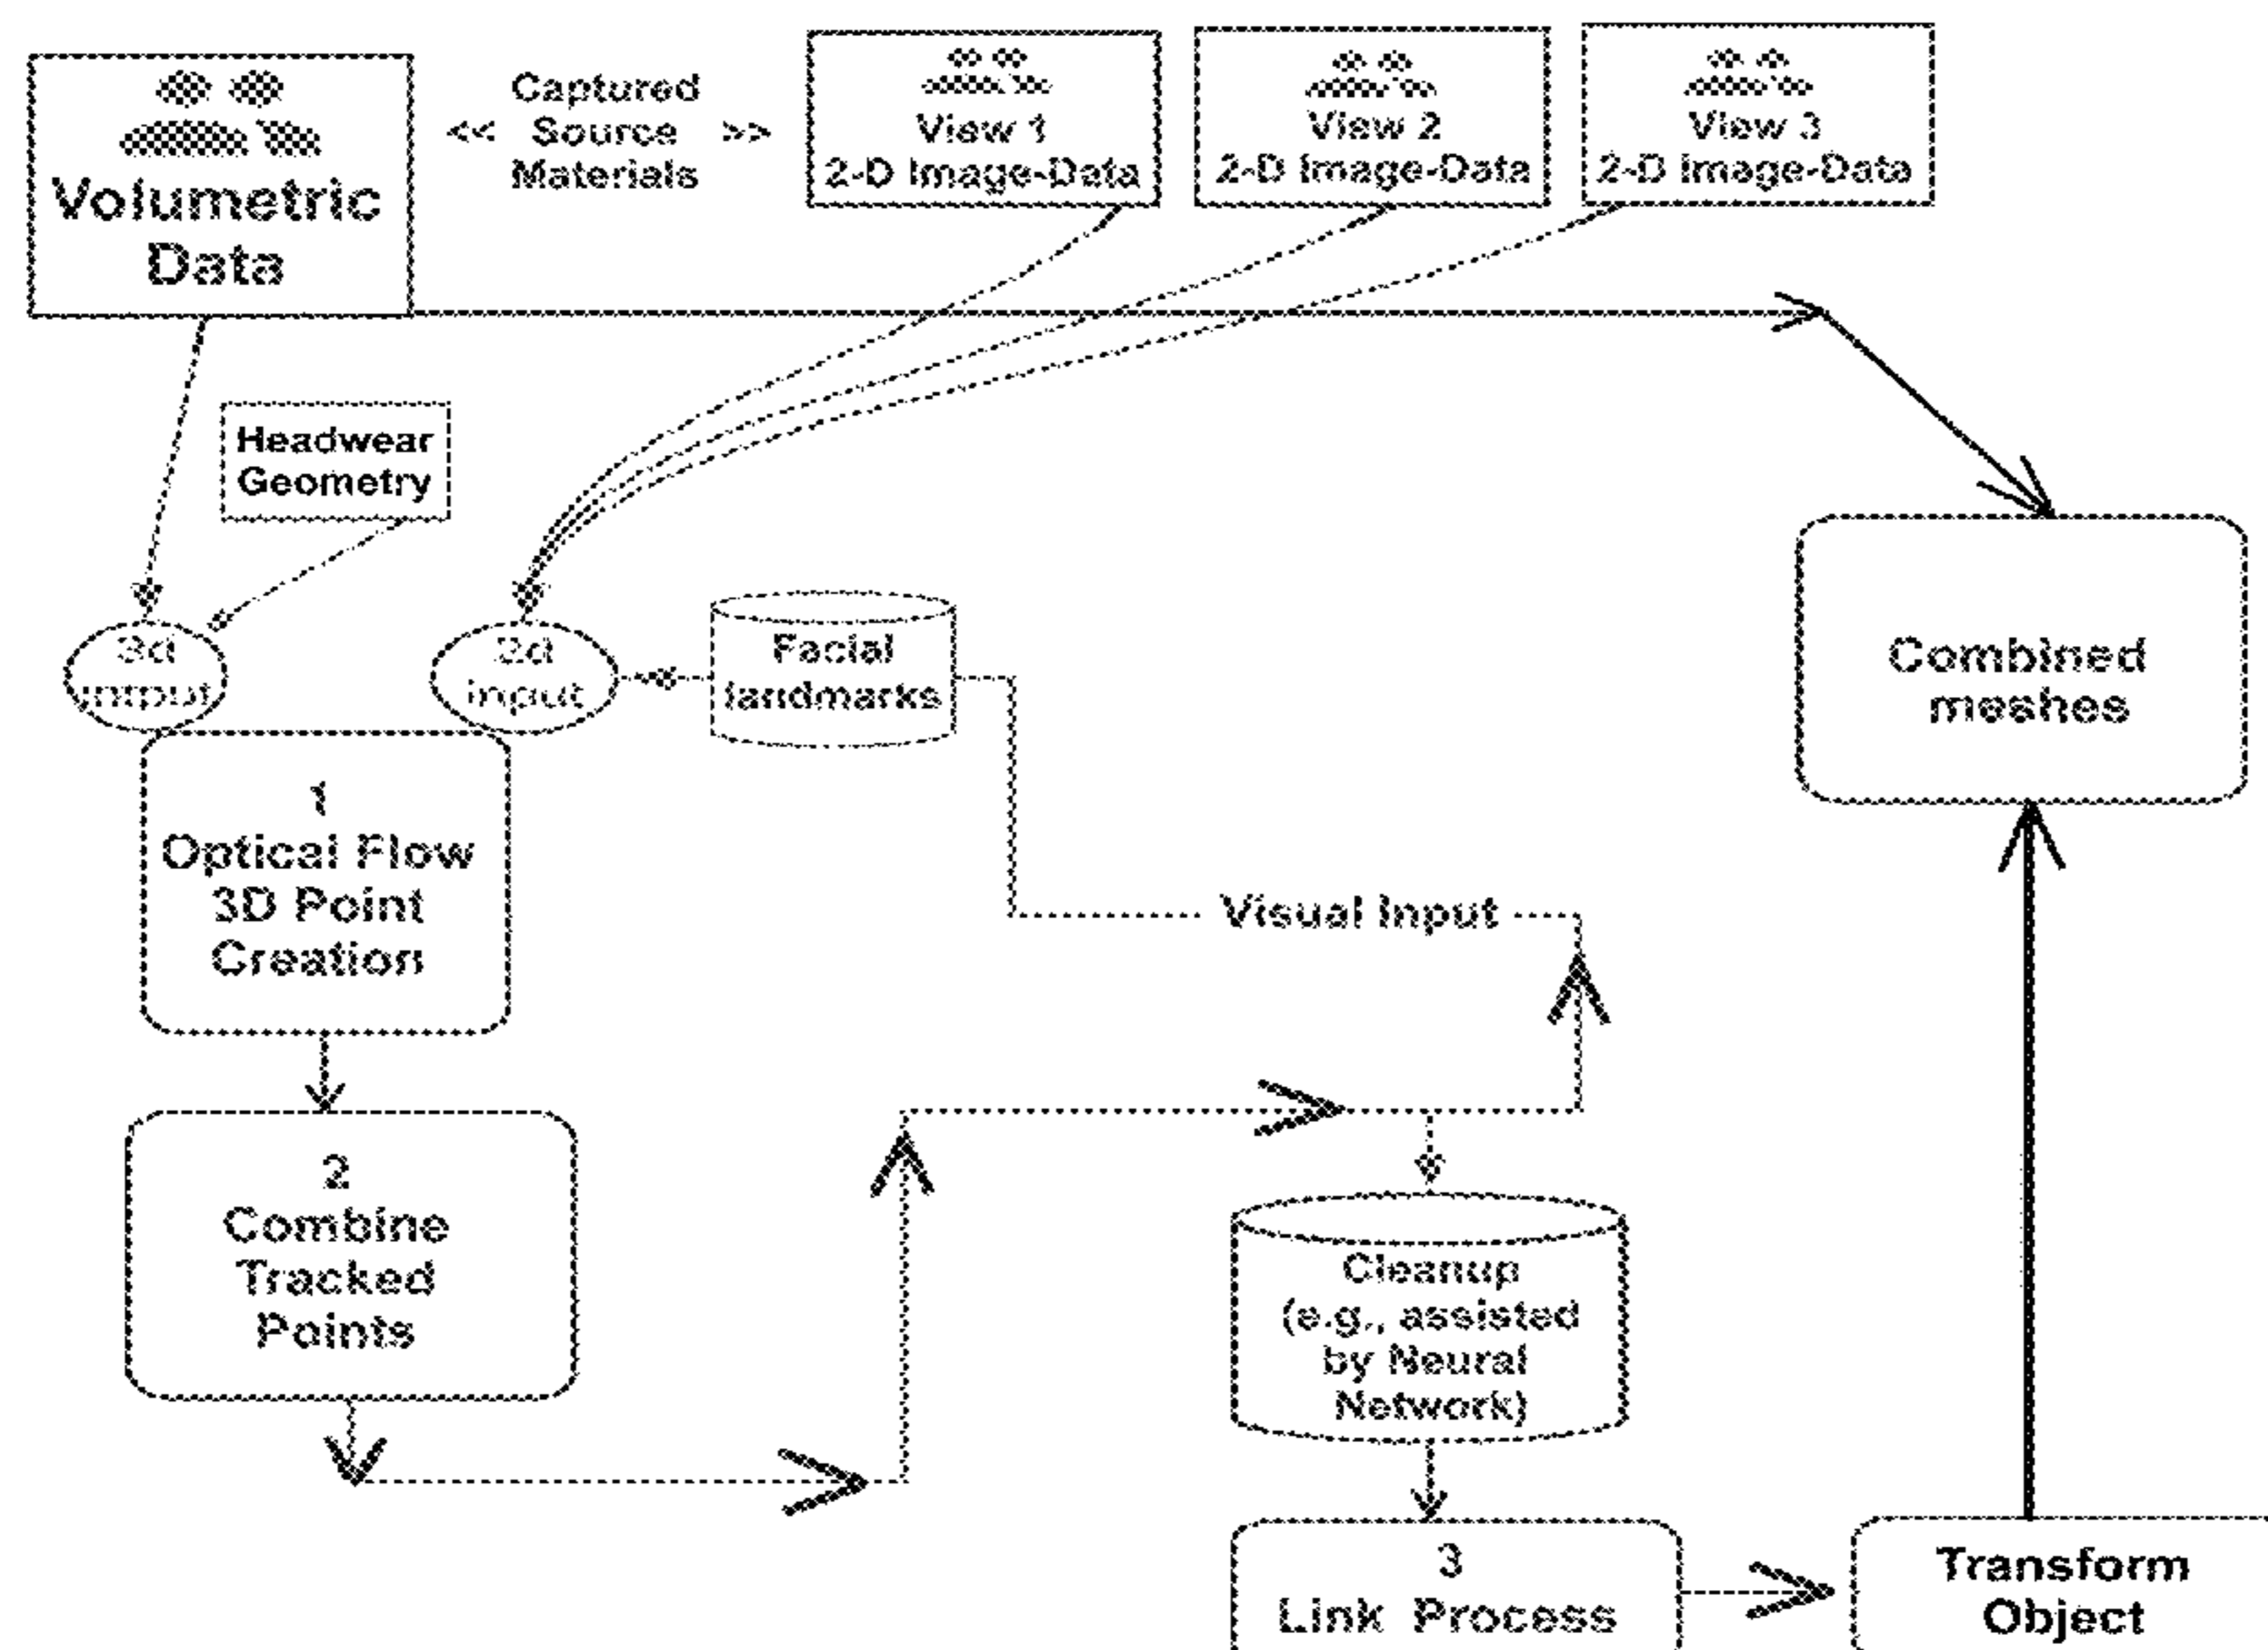 Volumetric
Data
Captured
<< Source >>
Materials
View 1
2-D Image-Data
View 2
2-D Image-Data
View 3
2-D Image-Data
Headwear
Geometry
3d
input
2d
input
Facial
landmarks
Combined
meshes
1
Optical Flow
3D Point
Creation
Visual Input
2
Combine
Tracked
Points
Cleanup
(e.g., assisted
by Neural
Network)
3
Link Process
Transform
Object